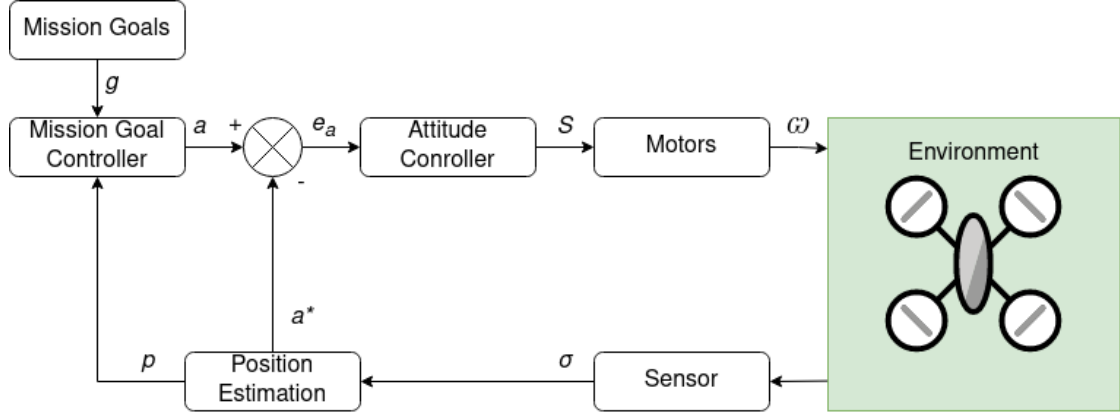 Mission Goals
g
Mission Goal
Controller
a
+
-
e_a
Attitude
Conroller
S
Motors
ω
Environment
a*
p
Position
Estimation
σ
Sensor